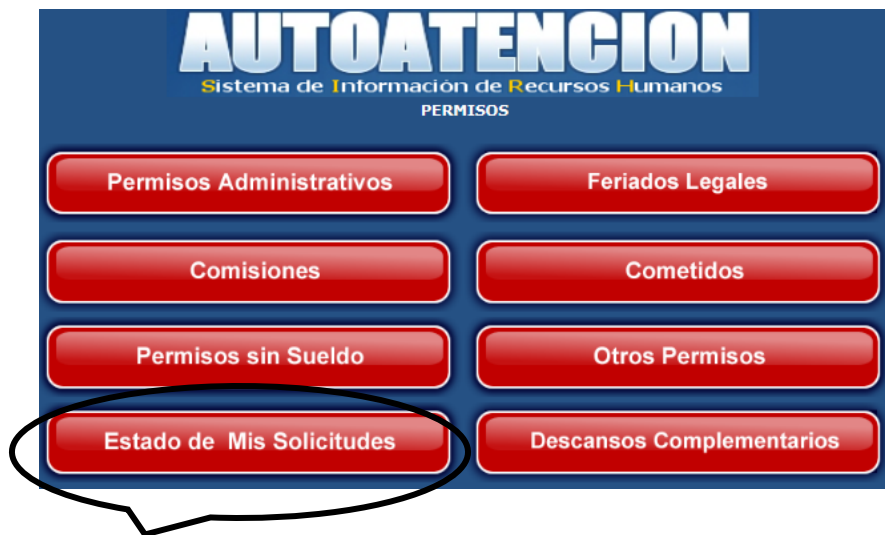 AUTOATENCION
Sistema de Información de Recursos Humanos
PERMISOS
Permisos Administrativos
Feriados Legales
Comisiones
Cometidos
Permisos sin Sueldo
Otros Permisos
Estado de Mis Solicitudes
Descansos Complementarios